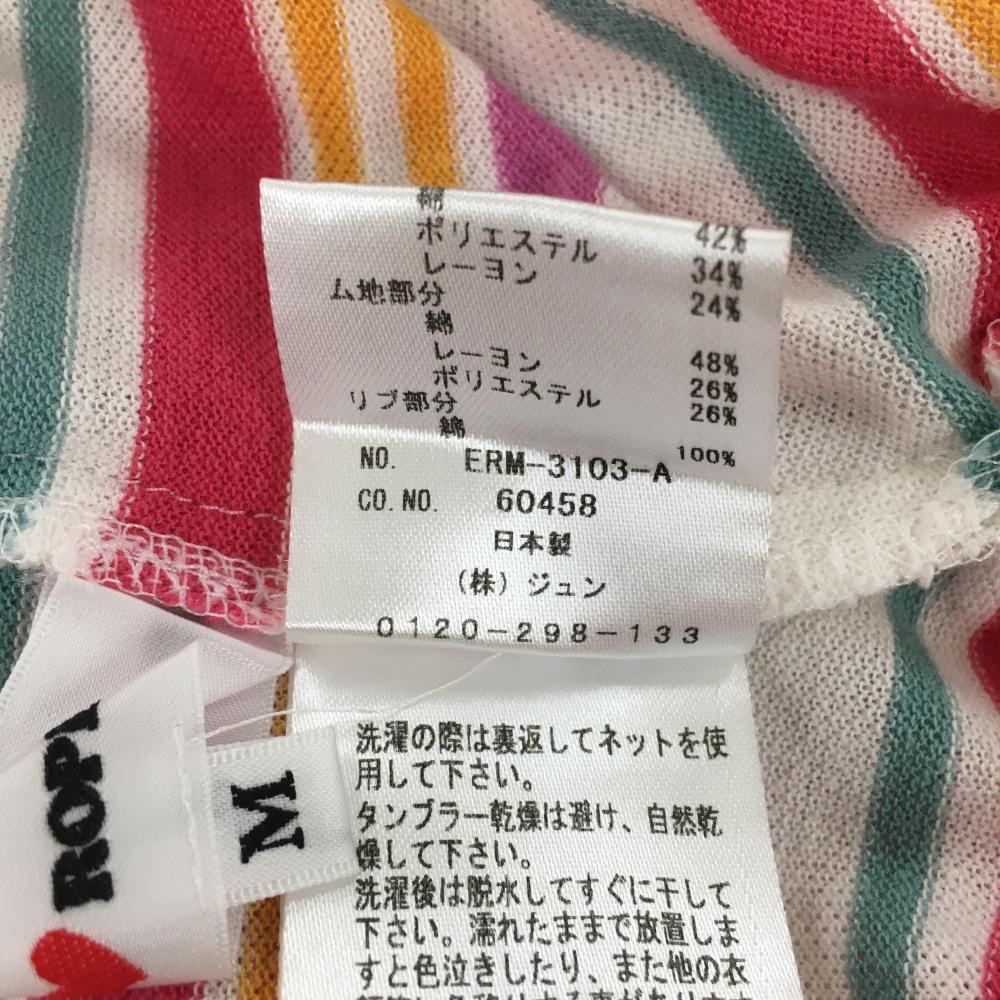 綿 42%
ポリエステル 34%
レーヨン 24%
ム地部分
綿 48%
レーヨン 26%
ポリエステル 26%
リブ部分
綿 100%
NO. ERM-3103-A
CO.NO. 60458
日本製
(株)ジュン
0120-298-133
洗濯の際は裏返してネットを使
用して下さい。
タンブラー乾燥は避け、自然乾
燥して下さい。
洗濯後は脱水してすぐに干して
下さい。濡れたままで放置しま
すと色泣きしたり、また他の衣
ROPI
M